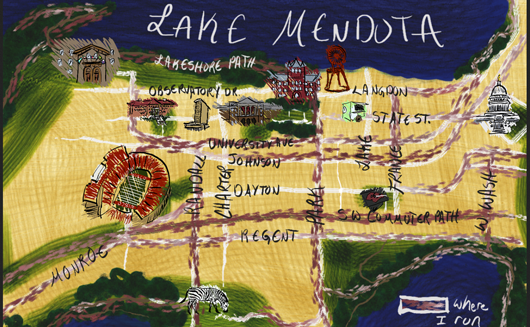 LAKE MENDOTA
LAKESHORE PATH
OBSERVATORY DR.
LANGDON
STATE ST.
UNIVERSITY AVE
JOHNSON
LAKE
FRANCES
RANDALL
CHARTER
DAYTON
PARK
S.W COMMUTER PATH
W. WASH
REGENT
MONROE
Where
I run